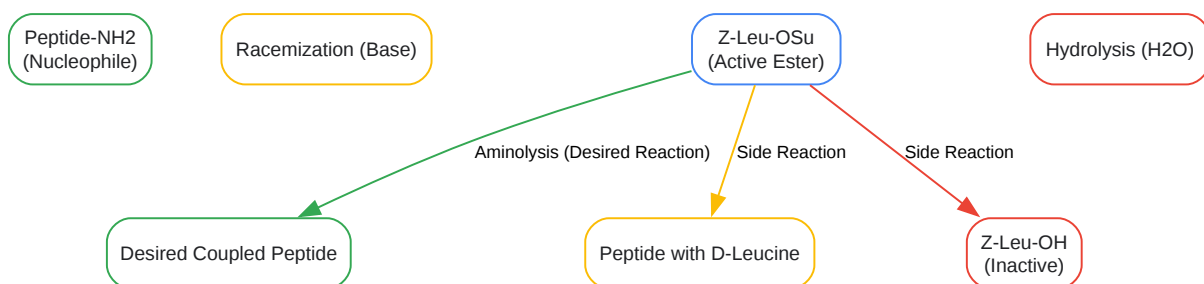 Peptide-NH2
(Nucleophile)
Racemization (Base)
Z-Leu-OSu
(Active Ester)
Hydrolysis (H2O)
Aminolysis (Desired Reaction)
Side Reaction
Side Reaction
Desired Coupled Peptide
Peptide with D-Leucine
Z-Leu-OH
(Inactive)